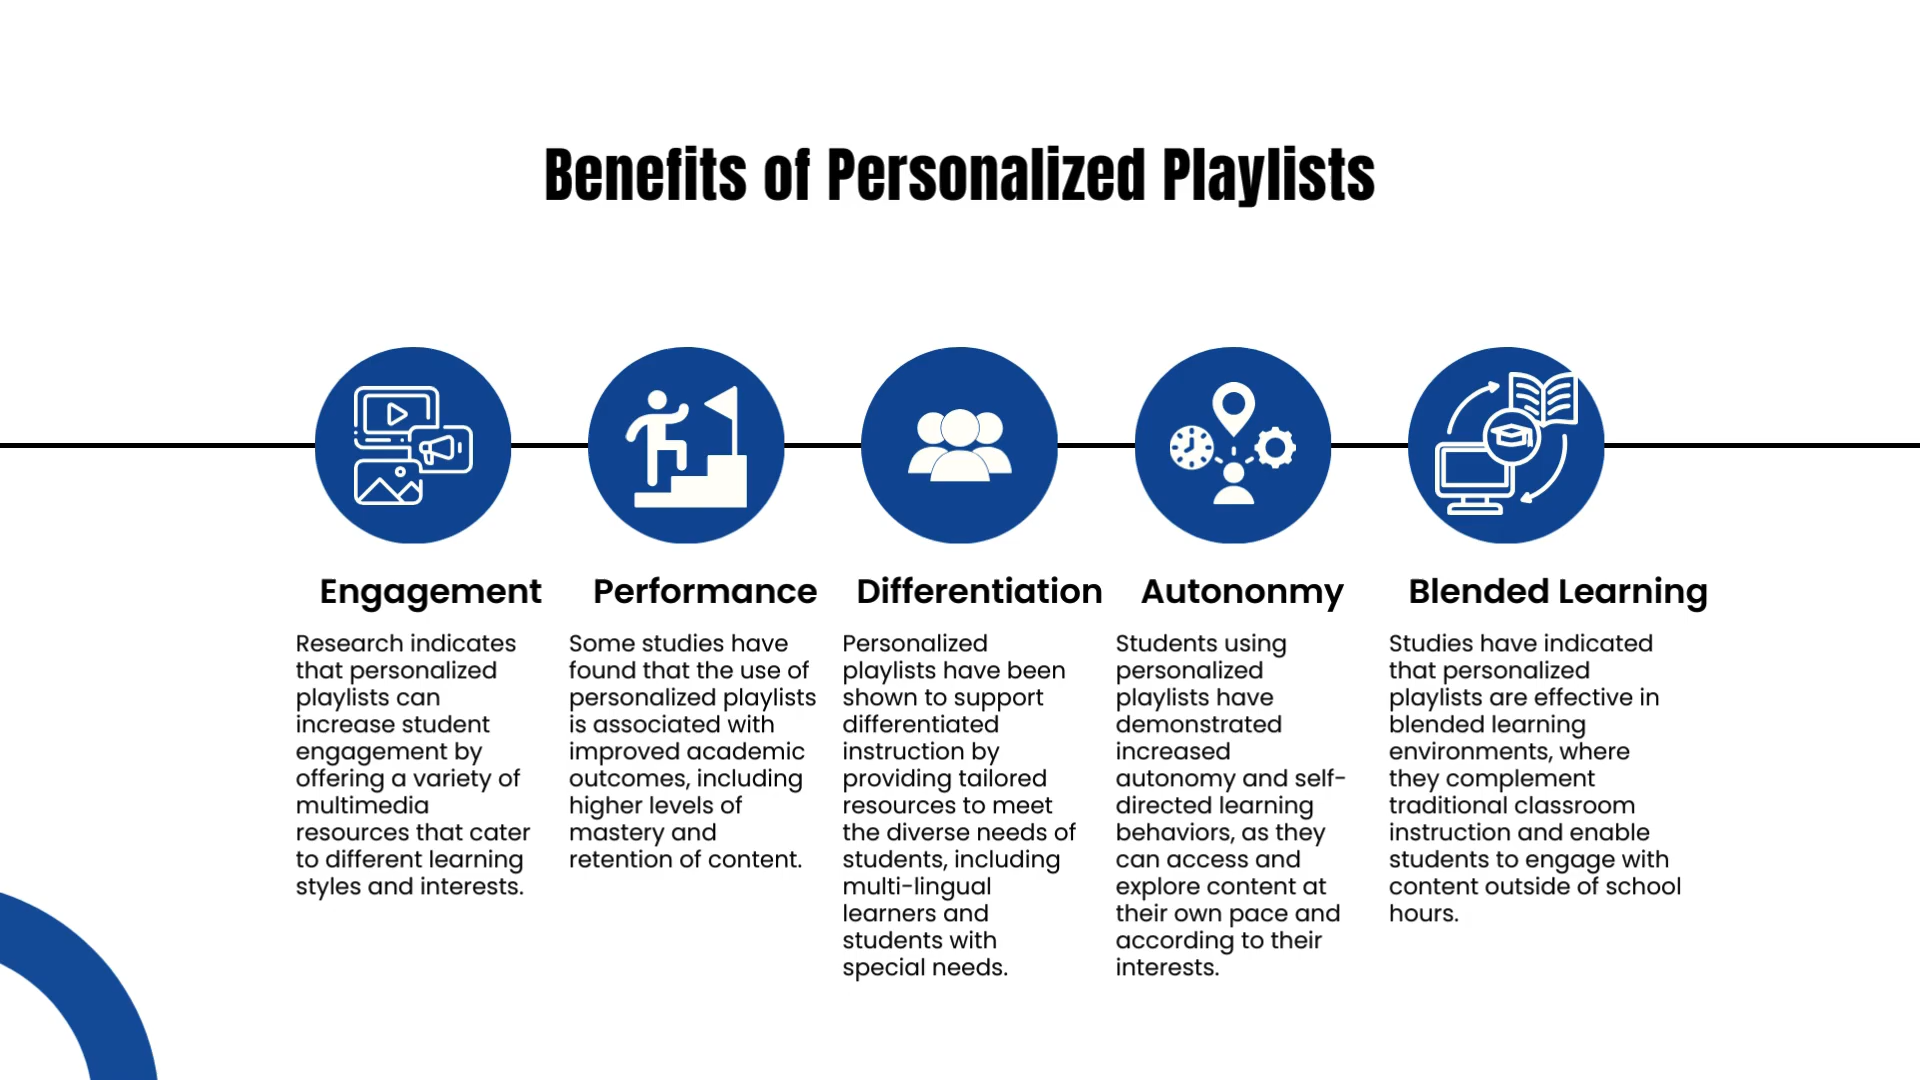 Benefits of Personalized Playlists
Engagement
Research indicates
that personalized
playlists can
increase student
engagement by
offering a variety of
multimedia
resources that cater
to different learning
styles and interests.
Performance
Some studies have
found that the use of
personalized playlists
is associated with
improved academic
outcomes, including
higher levels of
mastery and
retention of content.
Differentiation
Personalized
playlists have been
shown to support
differentiated
instruction by
providing tailored
resources to meet
the diverse needs of
students, including
multi-lingual
learners and
students with
special needs.
Autononmy
Students using
personalized
playlists have
demonstrated
increased
autonomy and self-
directed learning
behaviors, as they
can access and
explore content at
their own pace and
according to their
interests.
Blended Learning
Studies have indicated
that personalized
playlists are effective in
blended learning
environments, where
they complement
traditional classroom
instruction and enable
students to engage with
content outside of school
hours.